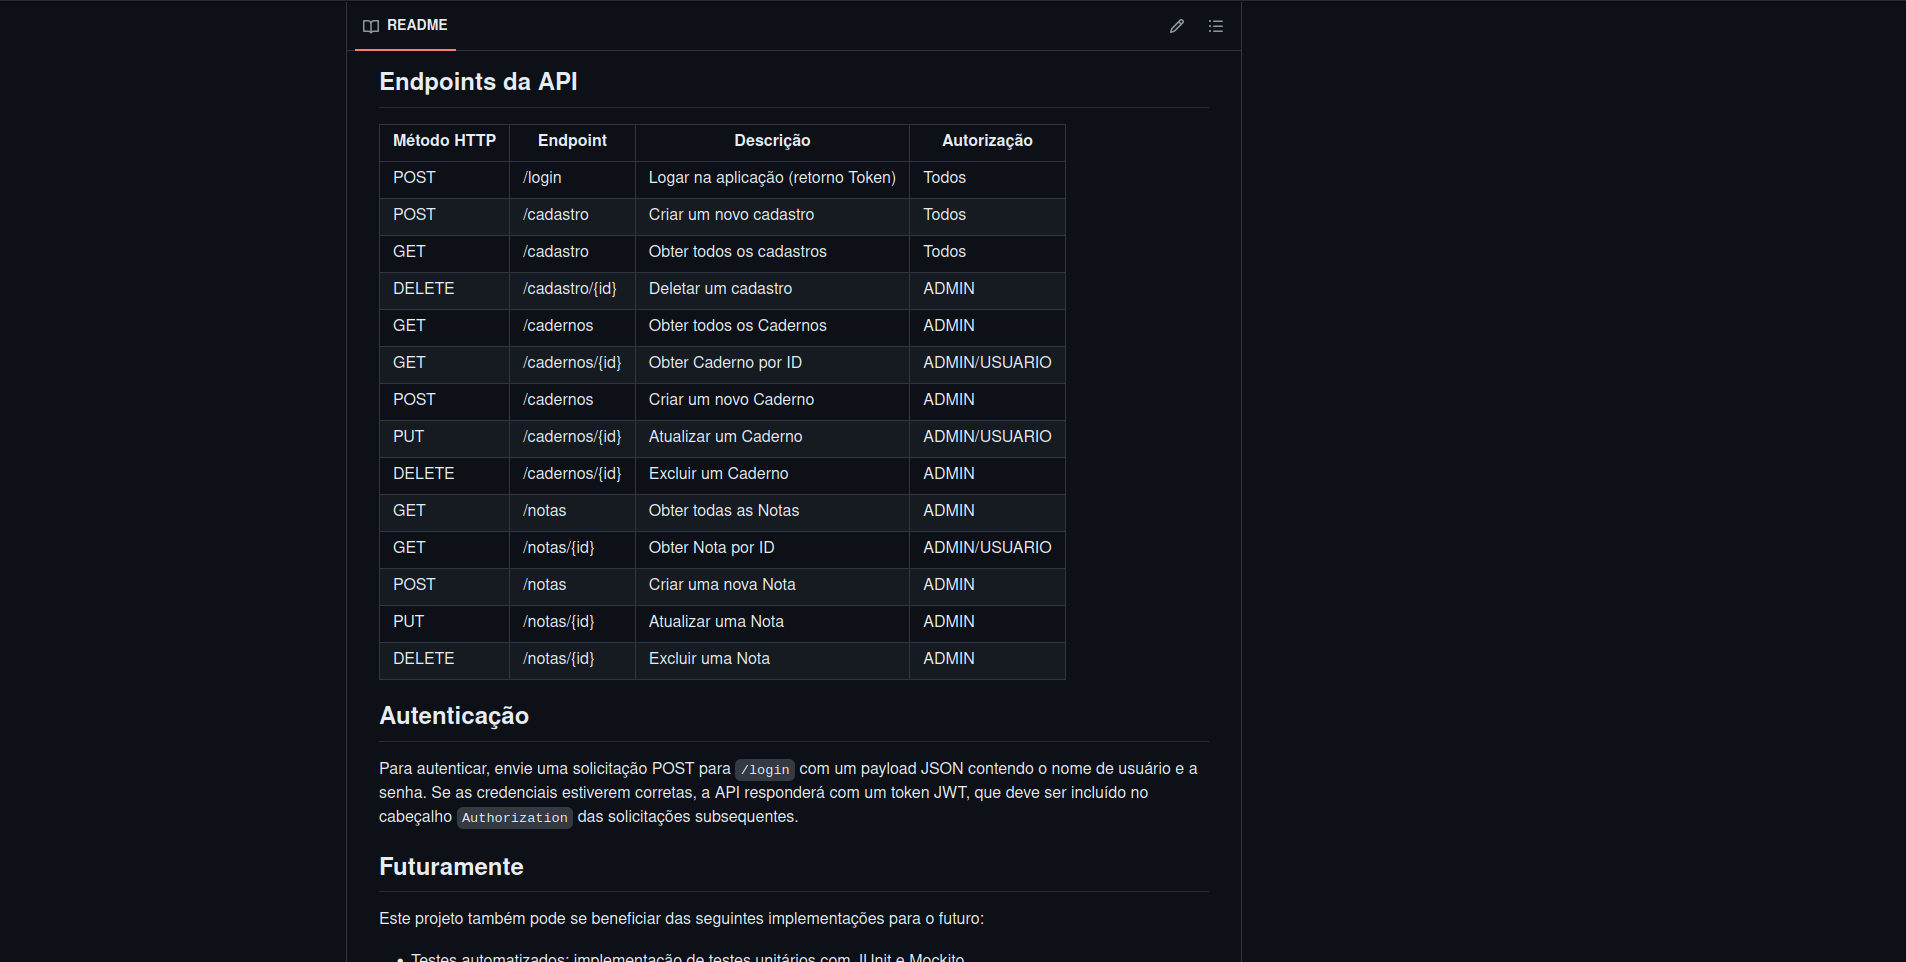 README
Endpoints da API
Método HTTP Endpoint Descrição Autorização
POST /login Logar na aplicação (retorno Token) Todos
POST /cadastro Criar um novo cadastro Todos
GET /cadastro Obter todos os cadastros Todos
DELETE /cadastro/{id} Deletar um cadastro ADMIN
GET /cadernos Obter todos os Cadernos ADMIN
GET /cadernos/{id} Obter Caderno por ID ADMIN/USUARIO
POST /cadernos Criar um novo Caderno ADMIN
PUT /cadernos/{id} Atualizar um Caderno ADMIN/USUARIO
DELETE /cadernos/{id} Excluir um Caderno ADMIN
GET /notas Obter todas as Notas ADMIN
GET /notas/{id} Obter Nota por ID ADMIN/USUARIO
POST /notas Criar uma nova Nota ADMIN
PUT /notas/{id} Atualizar uma Nota ADMIN
DELETE /notas/{id} Excluir uma Nota ADMIN
Autenticação
Para autenticar, envie uma solicitação POST para /login com um payload JSON contendo o nome de usuário e a
senha. Se as credenciais estiverem corretas, a API responderá com um token JWT, que deve ser incluído no
cabeçalho Authorization das solicitações subsequentes.
Futuramente
Este projeto também pode se beneficiar das seguintes implementações para o futuro:
• Testes automatizados: implementação de testes unitários com JUnit e Mockito